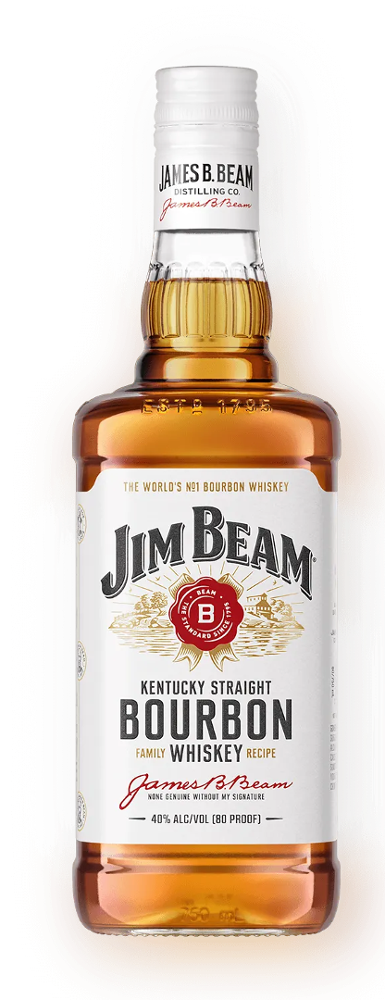 JAMES B. BEAM
DISTILLING CO.
James B. Beam
ESTD 1795
THE WORLD'S Nº1 BOURBON WHISKEY
JIM BEAM®
BEAM
THE STANDARD SINCE 1795
B
KENTUCKY STRAIGHT
BOURBON
FAMILY WHISKEY RECIPE
James B. Beam
NONE GENUINE WITHOUT MY SIGNATURE
40% ALC/VOL (80 PROOF)
750 mL